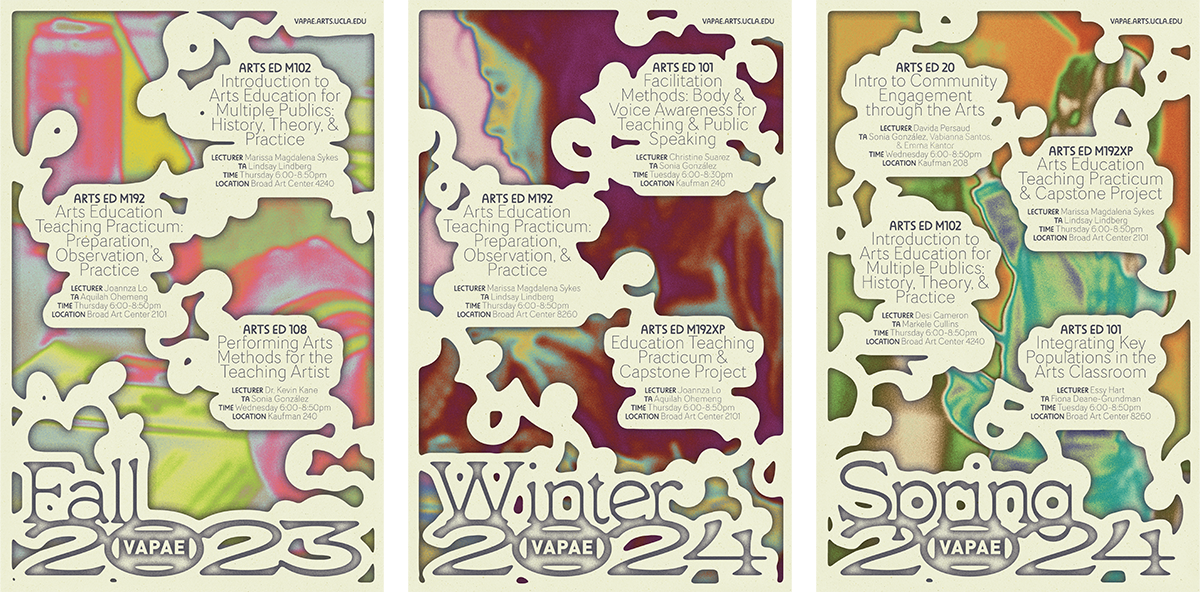 VAPAE.ARTS.UCLA.EDU
ARTS ED M102
Introduction to
Arts Education for
Multiple Publics:
History, Theory, &
Practice
LECTURER Marissa Magdalena Sykes
TA Lindsay Lindberg
TIME Thursday 6:00-8:50pm
LOCATION Broad Art Center 4240
ARTS ED M192
Arts Education
Teaching Practicum:
Preparation,
Observation, &
Practice
LECTURER Joannza Lo
TA Aquilah Ohemeng
TIME Thursday 6:00-8:50pm
LOCATION Broad Art Center 2101
ARTS ED 108
Performing Arts
Methods for the
Teaching Artist
LECTURER Dr. Kevin Kane
TA Sonia González
TIME Wednesday 6:00-8:50pm
LOCATION Kaufman 240
Fall
2023
VAPAE
VAPAE.ARTS.UCLA.EDU
ARTS ED 101
Facilitation
Methods: Body &
Voice Awareness for
Teaching & Public
Speaking
LECTURER Christine Suarez
TA Sonia González
TIME Tuesday 6:00-8:30pm
LOCATION Kaufman 240
ARTS ED M192
Arts Education
Teaching Practicum:
Preparation,
Observation, &
Practice
LECTURER Marissa Magdalena Sykes
TA Lindsay Lindberg
TIME Thursday 6:00-8:50pm
LOCATION Broad Art Center 8260
ARTS ED M192XP
Education Teaching
Practicum &
Capstone Project
LECTURER Joannza Lo
TA Aquilah Ohemeng
TIME Thursday 6:00-8:50pm
LOCATION Broad Art Center 2101
Winter
2024
VAPAE
VAPAE.ARTS.UCLA.EDU
ARTS ED 20
Intro to Community
Engagement
through the Arts
LECTURER Davida Persaud
TA Sonia González, Vabianna Santos,
& Emma Kantor
TIME Wednesday 6:00-8:50pm
LOCATION Kaufman 208
ARTS ED M192XP
Arts Education
Teaching Practicum
& Capstone Project
LECTURER Marissa Magdalena Sykes
TA Lindsay Lindberg
TIME Thursday 6:00-8:50pm
LOCATION Broad Art Center 2101
ARTS ED M102
Introduction to
Arts Education for
Multiple Publics:
History, Theory, &
Practice
LECTURER Desi Cameron
TA Markele Cullins
TIME Thursday 6:00-8:50pm
LOCATION Broad Art Center 4240
ARTS ED 101
Integrating Key
Populations in the
Arts Classroom
LECTURER Essy Hart
TA Fiona Deane-Grundman
TIME Tuesday 6:00-8:50pm
LOCATION Broad Art Center 8260
Spring
2024
VAPAE